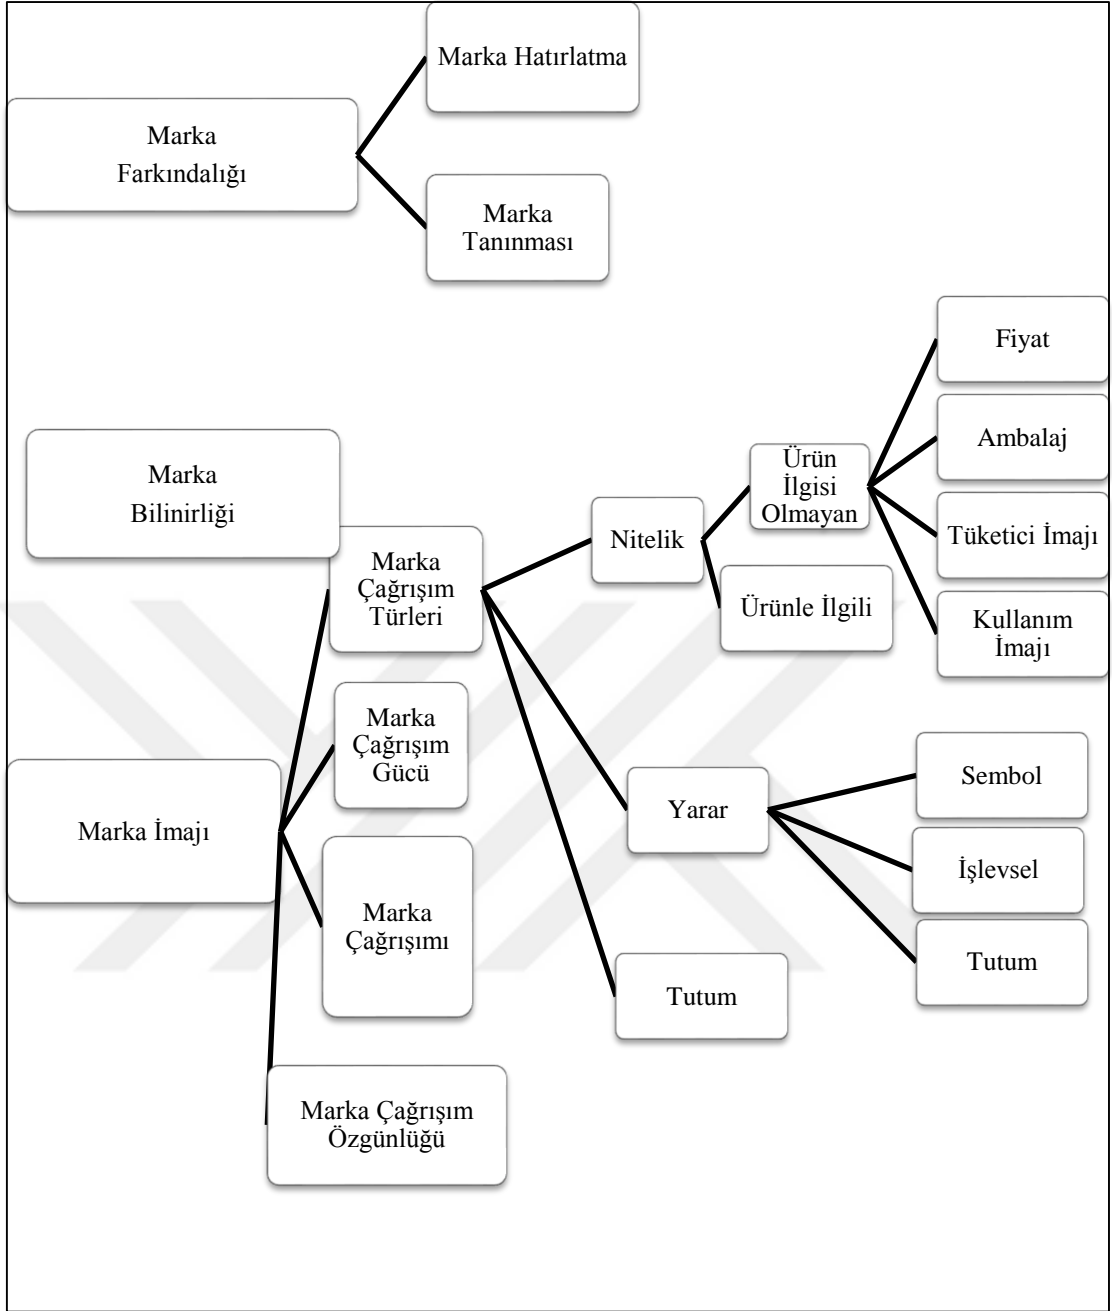 Marka Hatırlatma
Marka
Farkındalığı
Marka
Tanınması
Fiyat
Ambalaj
Tüketici İmajı
Kullanım
İmajı
Ürün
İlgisi
Olmayan
Nitelik
Ürünle İlgili
Marka
Bilinirliği
Marka
Çağrışım
Türleri
Marka
Çağrışım
Gücü
Marka İmajı
Marka
Çağrışımı
Marka Çağrışım
Özgünlüğü
Yarar
Tutum
Sembol
İşlevsel
Tutum